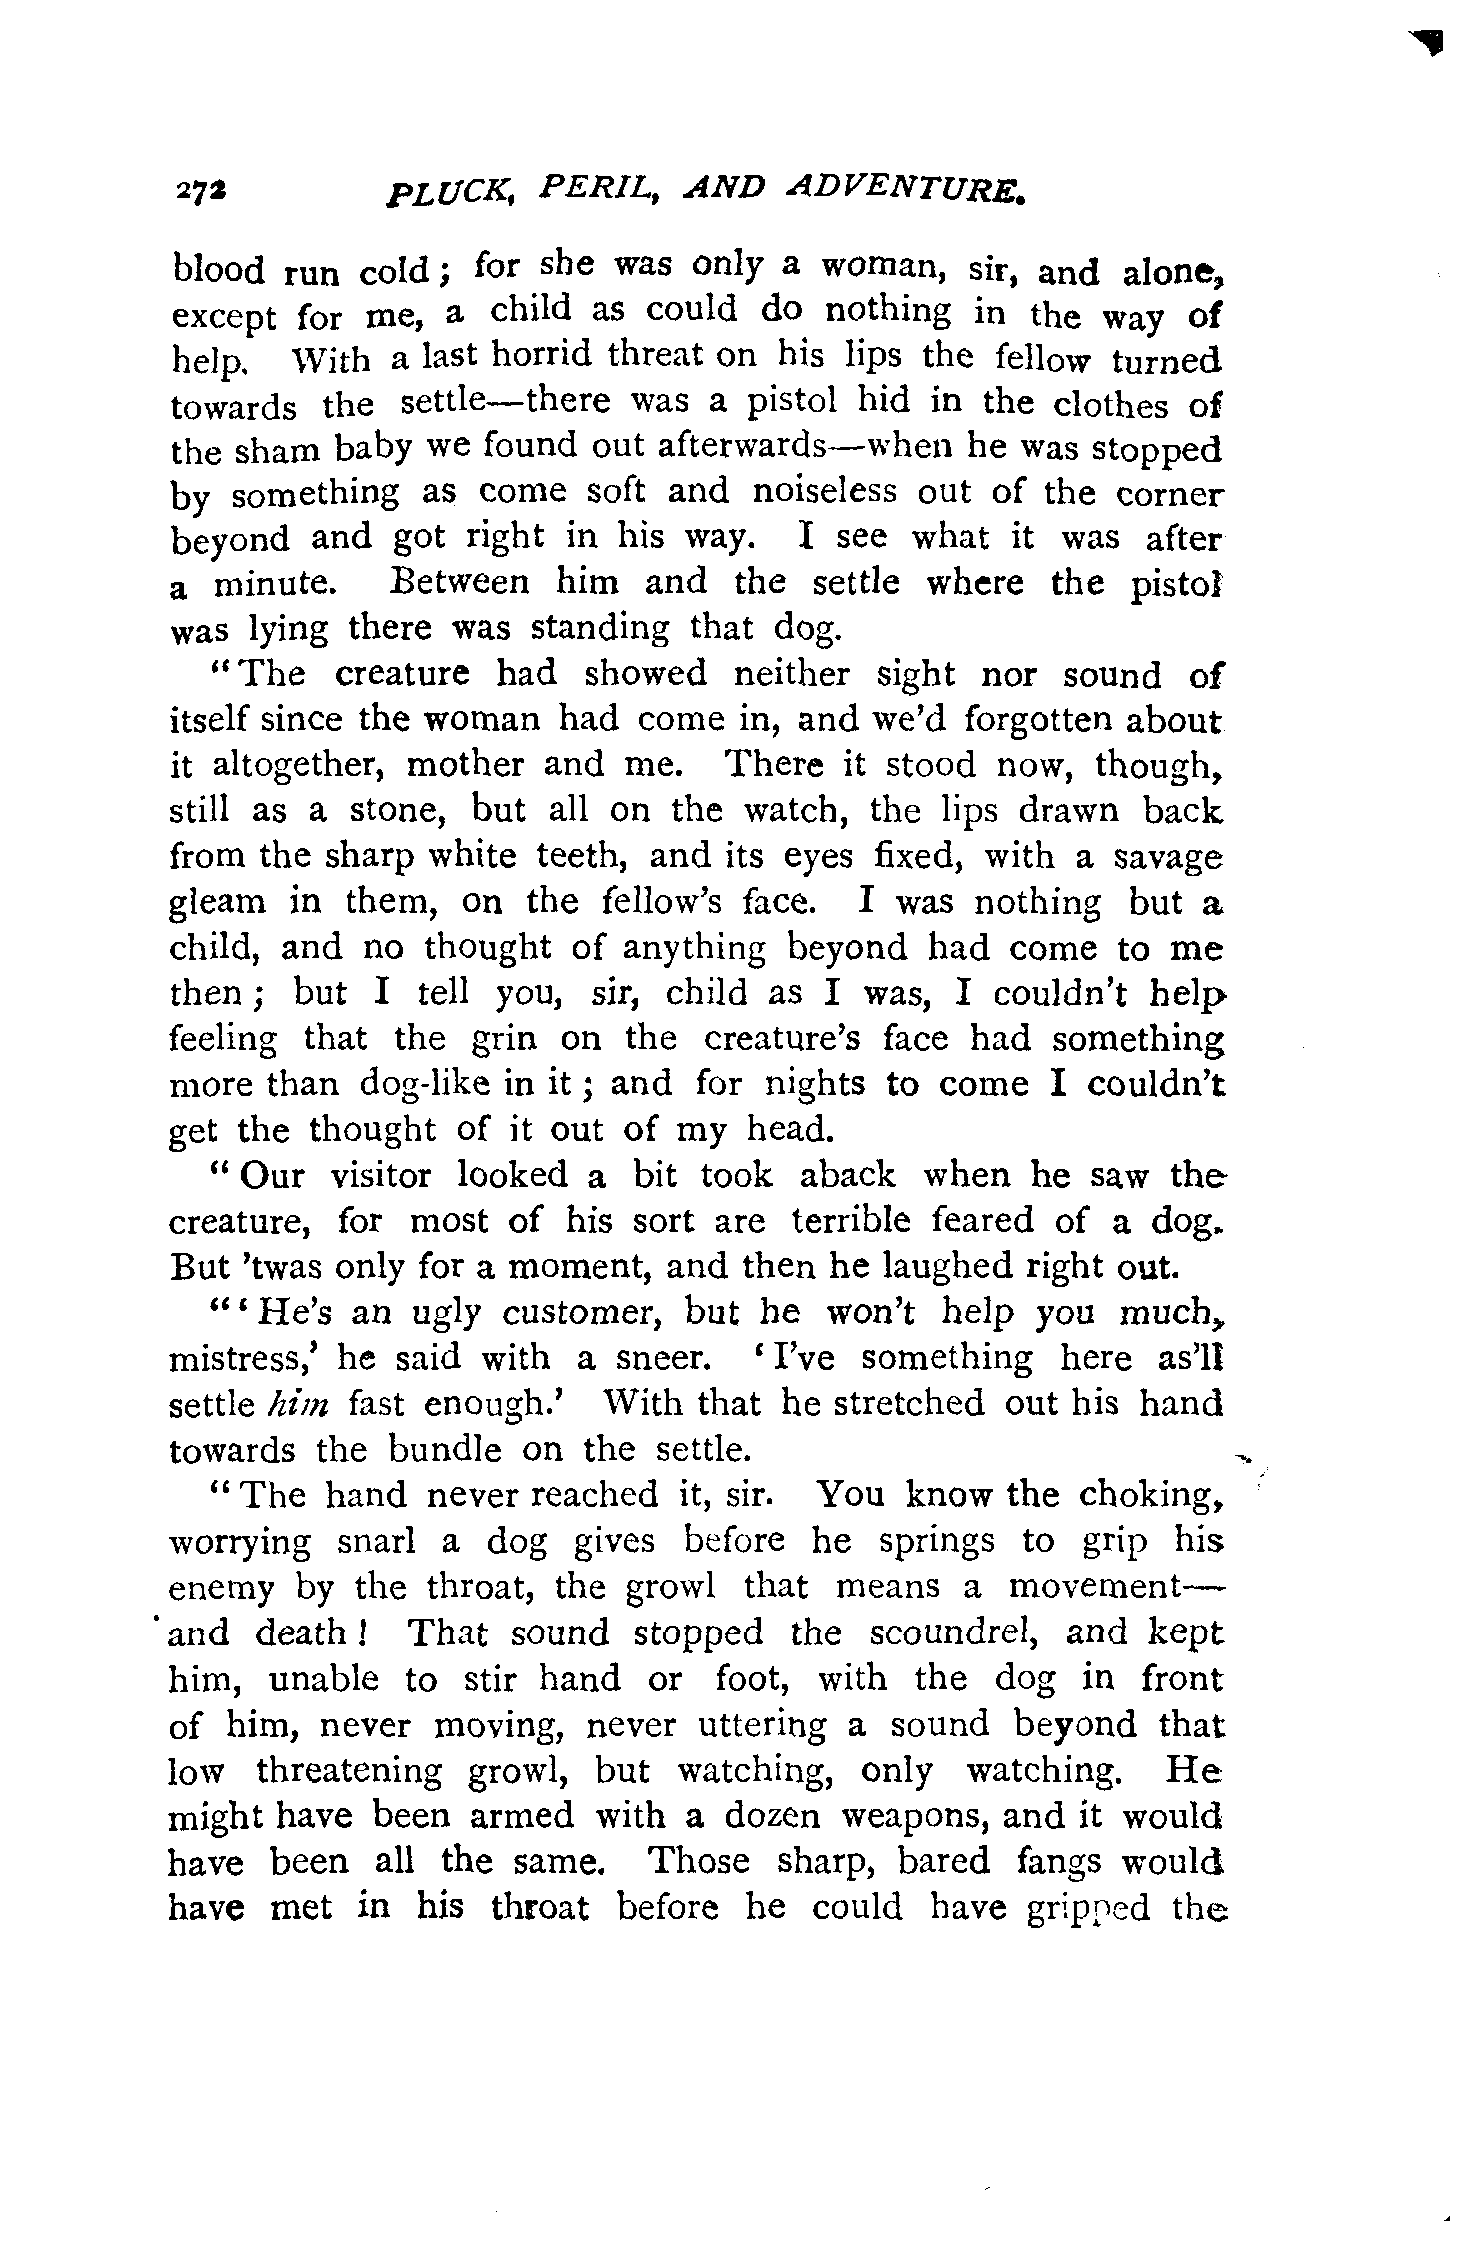 272 PLUCK, PERIL, AND ADVENTURE.
blood run cold; for she was only a woman, sir, and alone,
except for me, a child as could do nothing in the way of
help. With a last horrid threat on his lips the fellow turned
towards the settle—there was a pistol hid in the clothes of
the sham baby we found out afterwards—when he was stopped
by something as come soft and noiseless out of the corner
beyond and got right in his way. I see what it was after
a minute. Between him and the settle where the pistol
was lying there was standing that dog.
"The creature had showed neither sight nor sound of
itself since the woman had come in, and we'd forgotten about
it altogether, mother and me. There it stood now, though,
still as a stone, but all on the watch, the lips drawn back
from the sharp white teeth, and its eyes fixed, with a savage
gleam in them, on the fellow's face. I was nothing but a
child, and no thought of anything beyond had come to me
then; but I tell you, sir, child as I was, I couldn't help
feeling that the grin on the creature's face had something
more than dog-like in it; and for nights to come I couldn't
get the thought of it out of my head.
"Our visitor looked a bit took aback when he saw the
creature, for most of his sort are terrible feared of a dog.
But 'twas only for a moment, and then he laughed right out.
"'He's an ugly customer, but he won't help you much,
mistress,' he said with a sneer. 'I've something here as'll
settle him fast enough.' With that he stretched out his hand
towards the bundle on the settle.
"The hand never reached it, sir. You know the choking,
worrying snarl a dog gives before he springs to grip his
enemy by the throat, the growl that means a movement—
and death! That sound stopped the scoundrel, and kept
him, unable to stir hand or foot, with the dog in front
of him, never moving, never uttering a sound beyond that
low threatening growl, but watching, only watching. He
might have been armed with a dozen weapons, and it would
have been all the same. Those sharp, bared fangs would
have met in his throat before he could have gripped the